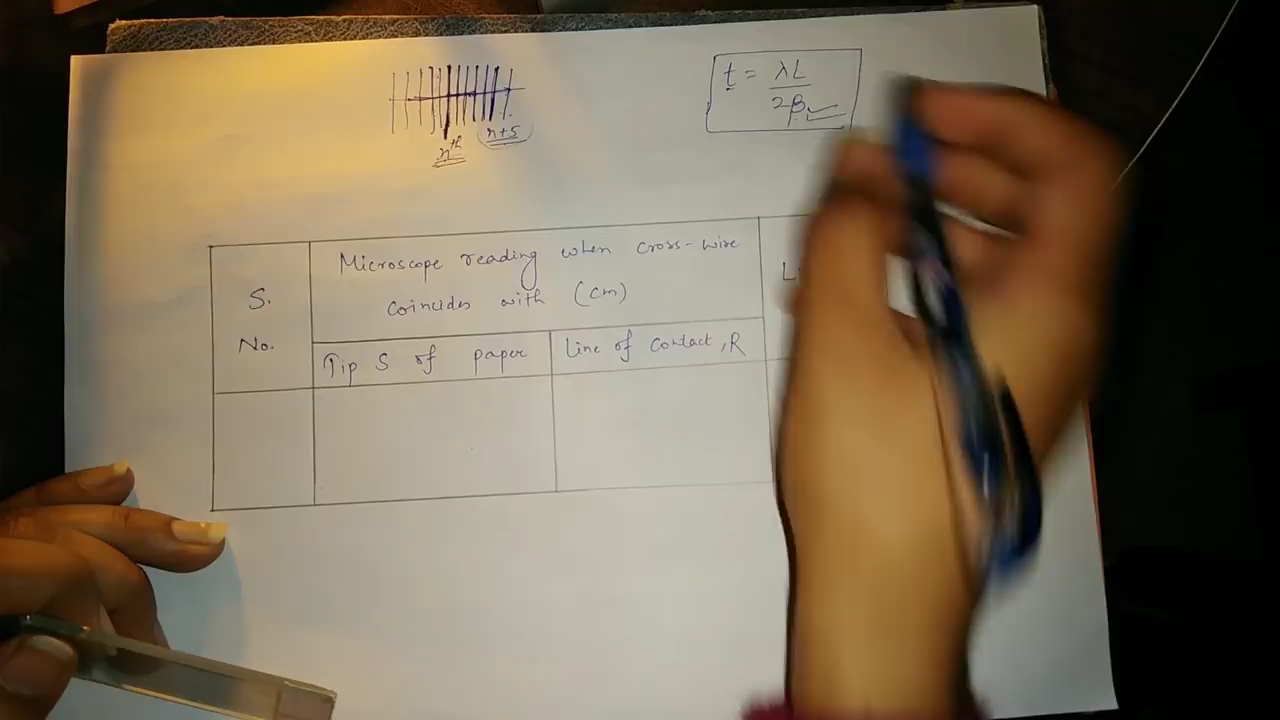 t = λL / 2β
nth
n+5
S. No.
Microscope reading when cross-wire
coincides with (cm)
Tip S of paper
Line of contact, R